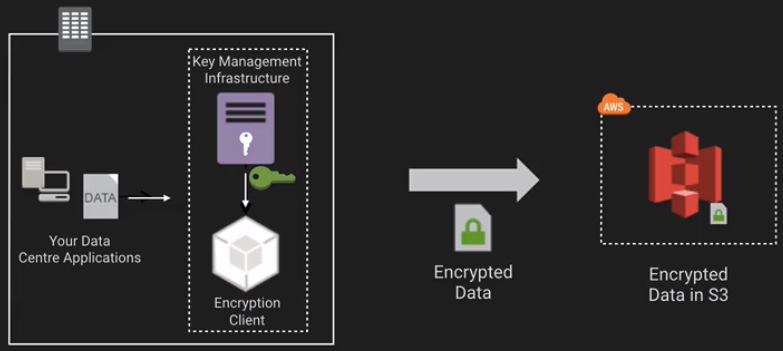 Key Management
Infrastructure
DATA
Your Data
Centre Applications
Encryption
Client
Encrypted
Data
AWS
Encrypted
Data in S3